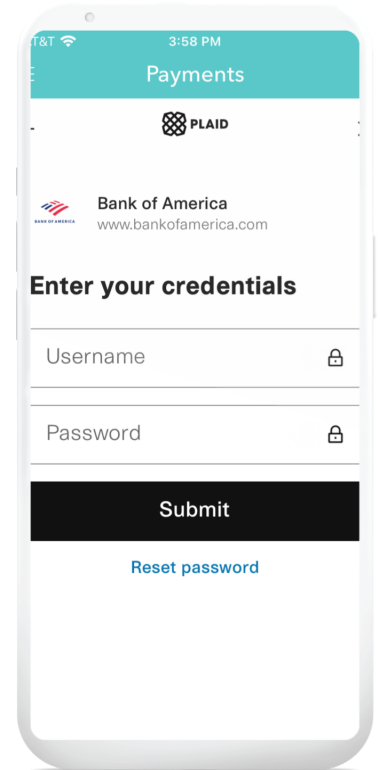 AT&T 3:58 PM
Payments
PLAID
Bank of America
BANK OF AMERICA
www.bankofamerica.com
Enter your credentials
Username
Password
Submit
Reset password